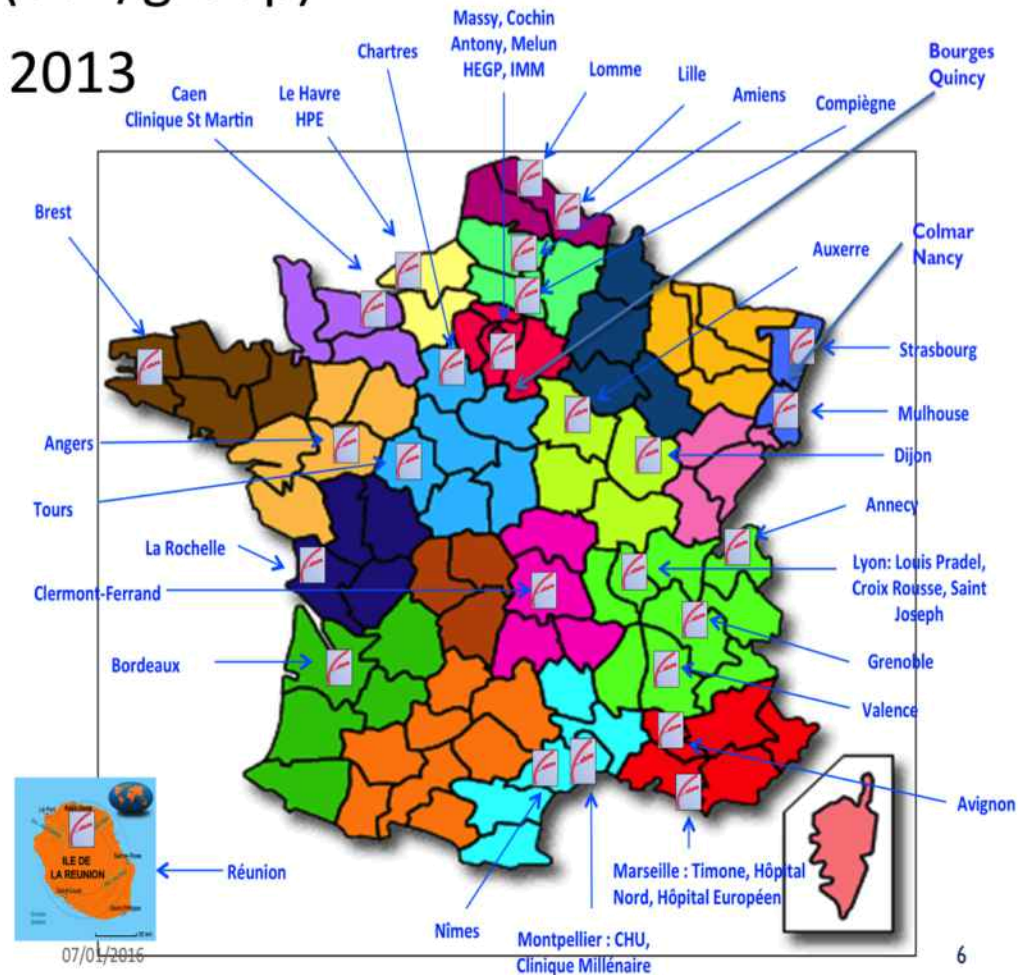 2013
Massy, Cochin
Antony, Melun
HEGP, IMM
Chartres
Lomme
Lille
Bourges
Quincy
Caen
Clinique St Martin
Le Havre
HPE
Amiens
Compiègne
Brest
Colmar
Nancy
Auxerre
Strasbourg
Mulhouse
Angers
Dijon
Tours
Annecy
La Rochelle
Lyon: Louis Pradel,
Croix Rousse, Saint
Joseph
Clermont-Ferrand
Grenoble
Bordeaux
Valence
Avignon
ILE DE
LA REUNION
Réunion
Marseille : Timone, Hôpital
Nord, Hôpital Européen
Nîmes
Montpellier : CHU,
Clinique Millénaire
07/01/2016
6